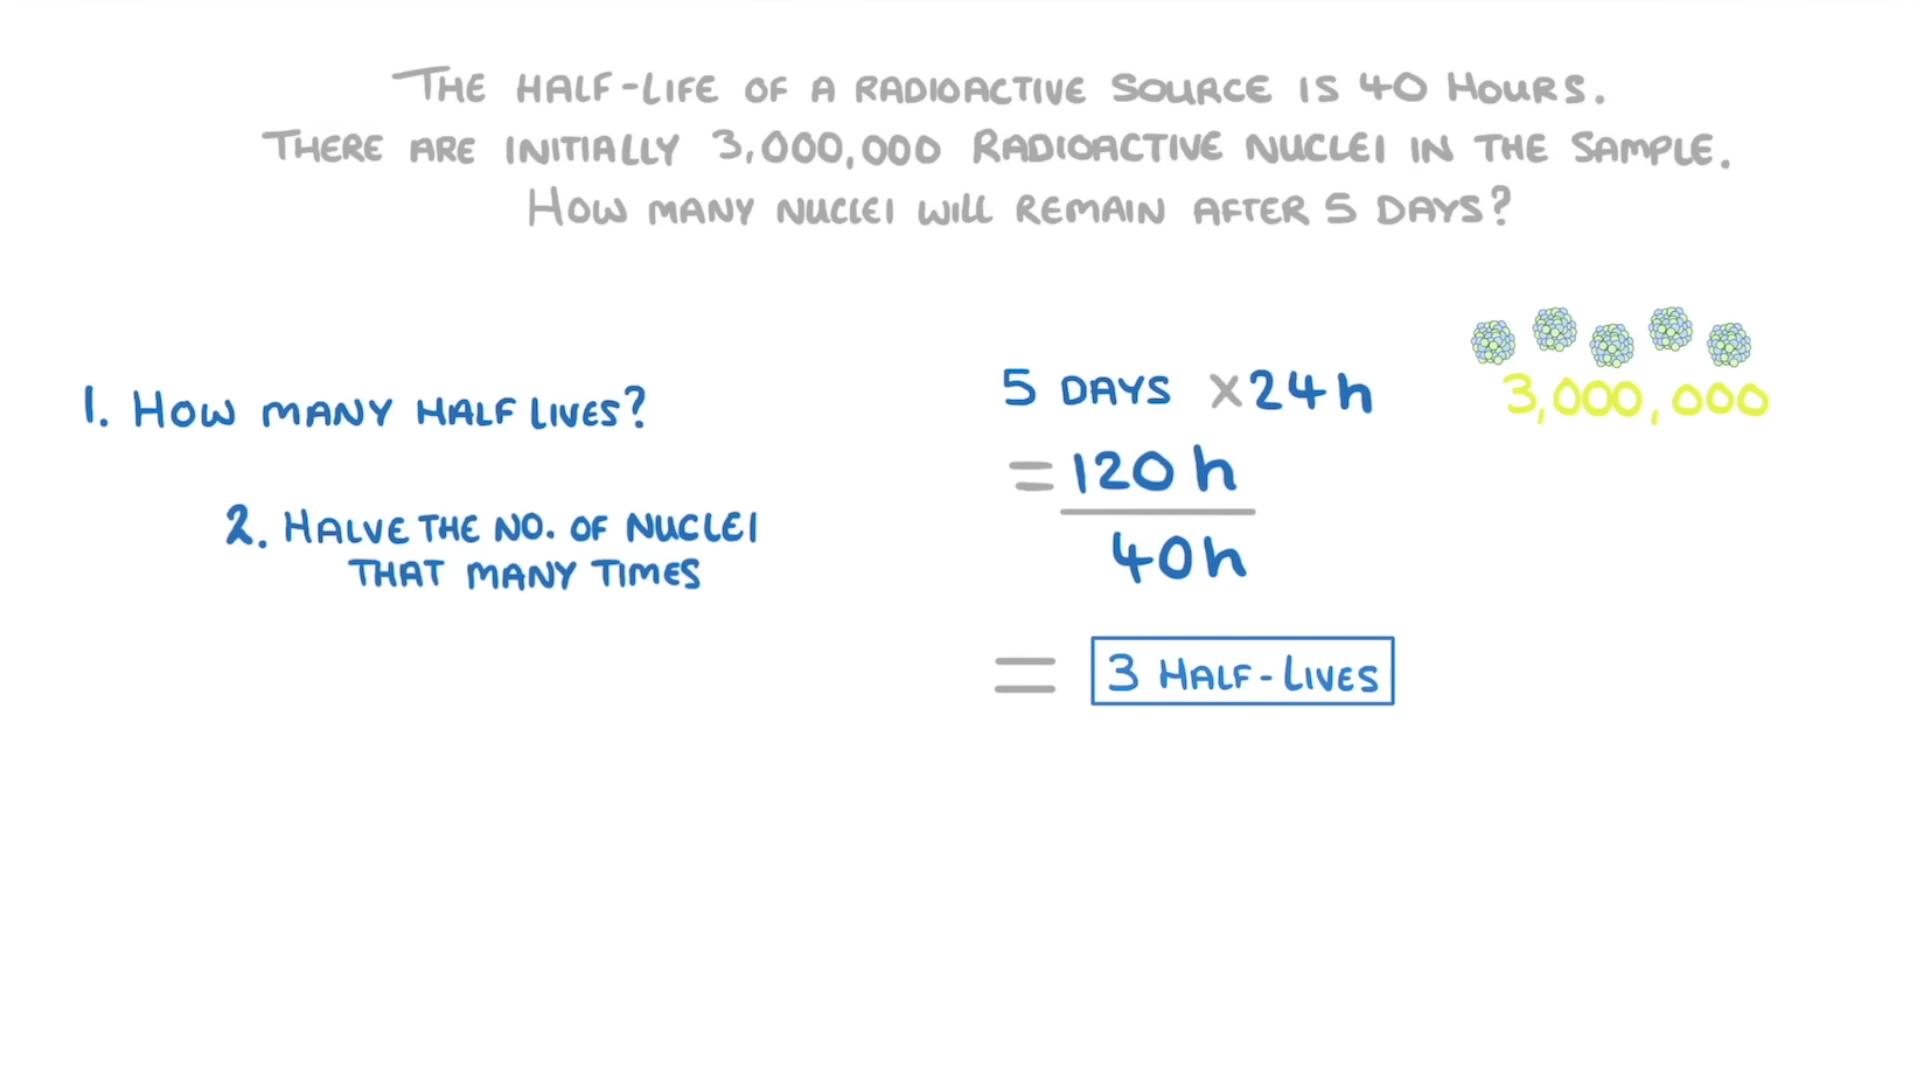 THE HALF-LIFE OF A RADIOACTIVE SOURCE IS 40 HOURS.
THERE ARE INITIALLY 3,000,000 RADIOACTIVE NUCLEI IN THE SAMPLE.
HOW MANY NUCLEI WILL REMAIN AFTER 5 DAYS?
1. HOW MANY HALF LIVES?
2. HALVE THE NO. OF NUCLEI
THAT MANY TIMES
5 DAYS × 24h
= 120 h
40h
= 3 HALF-LIVES
3,000,000